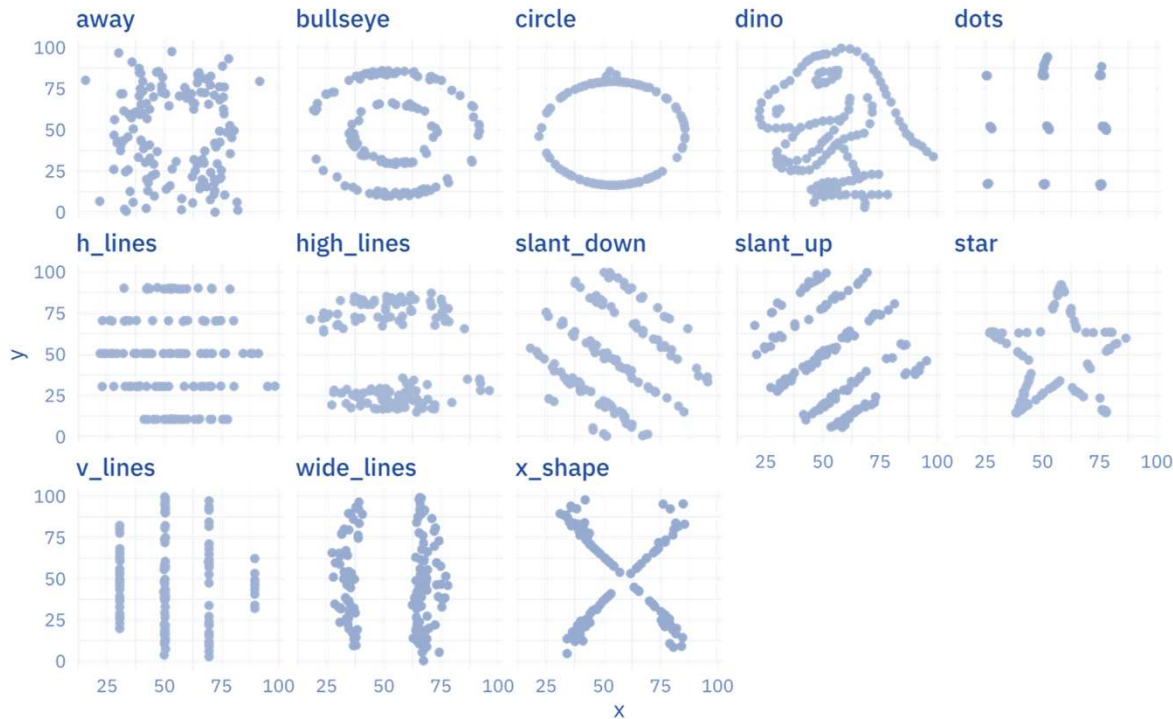 away bullseye circle dino dots
100
75
50
25
0
h_lines high_lines slant_down slant_up star
100
75
50
25
0
y
25 50 75 100 25 50 75 100
v_lines wide_lines x_shape
100
75
50
25
0
25 50 75 100 25 50 75 100 25 50 75 100
x